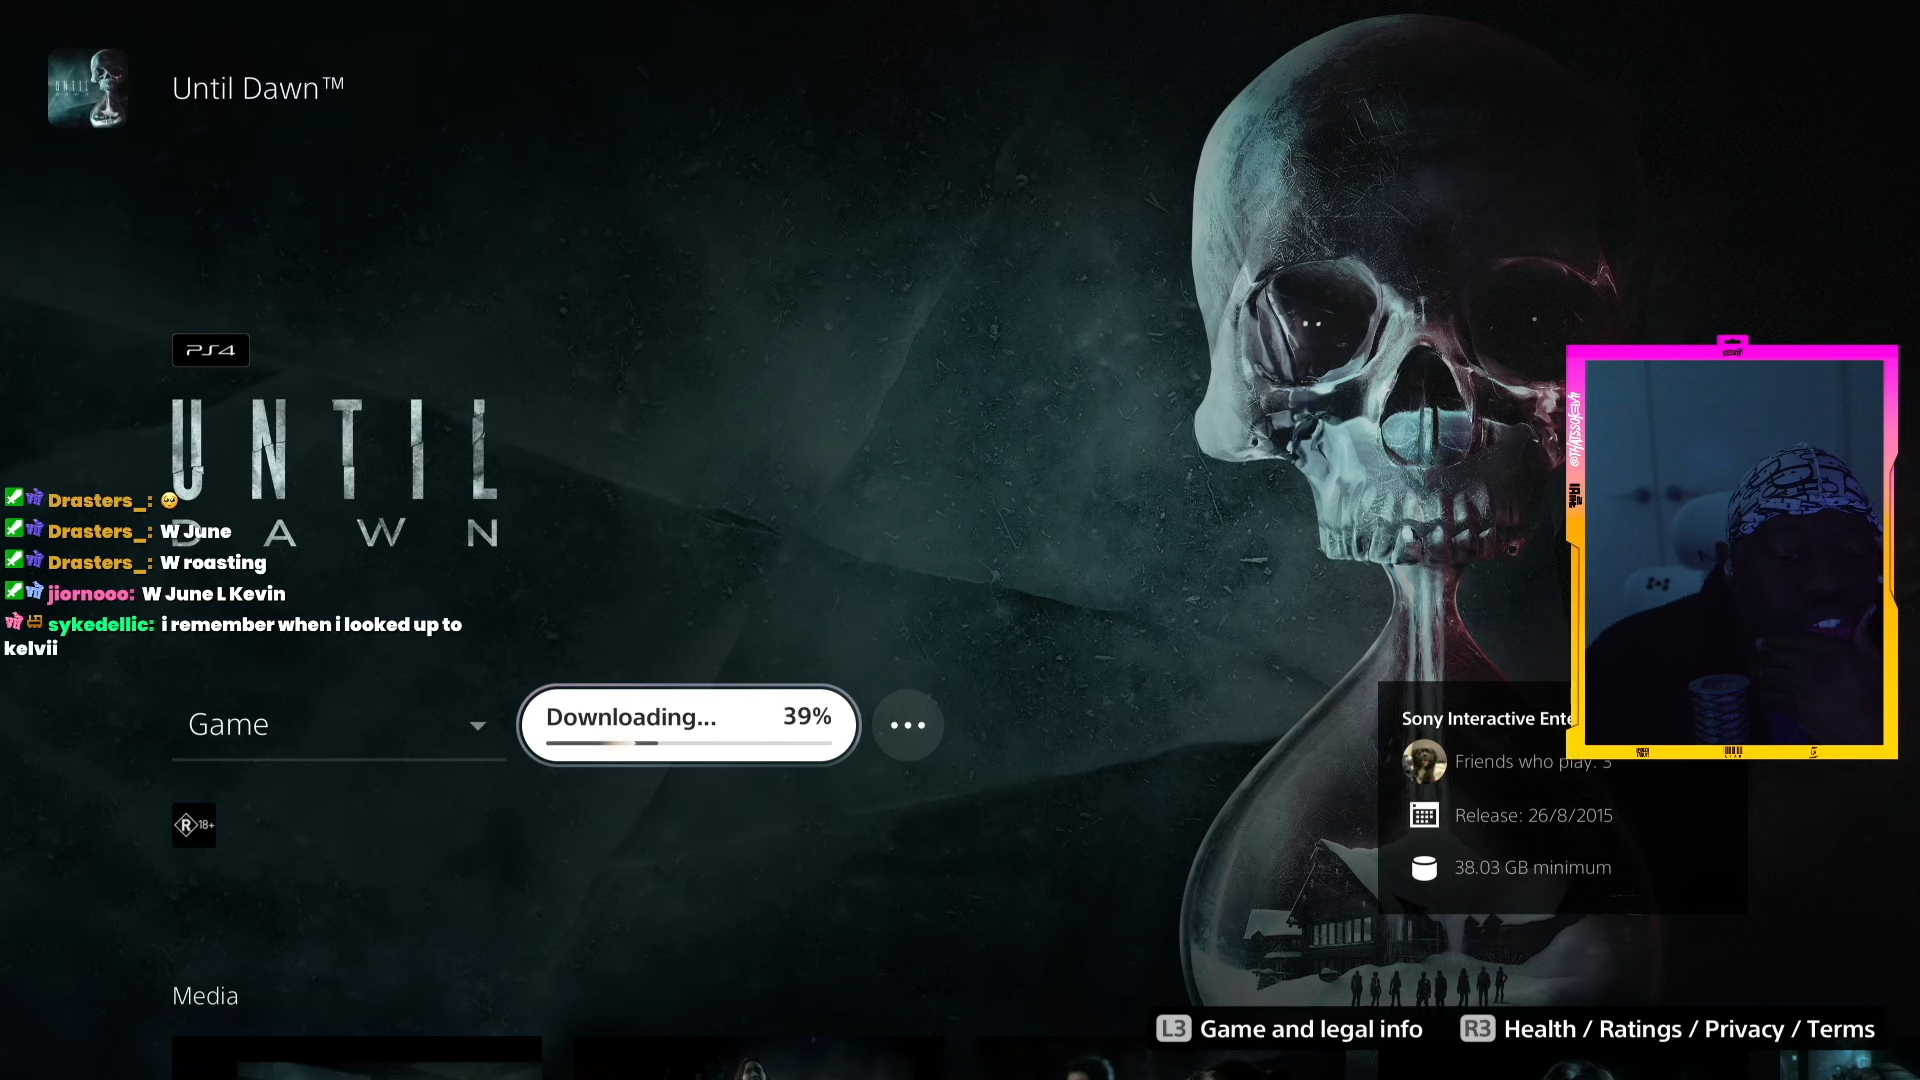 Until Dawn™
PS4
UNTIL
DAWN
Drasters_: 🥺
Drasters_: W June
Drasters_: W roasting
jiornooo: W June L Kevin
sykedellic: i remember when i looked up to
kelvii
Game
Downloading... 39%
R 18+
Sony Interactive Ente
Friends who play: 3
Release: 26/8/2015
38.03 GB minimum
@THATSSOKELVII
Media
L3 Game and legal info
R3 Health / Ratings / Privacy / Terms